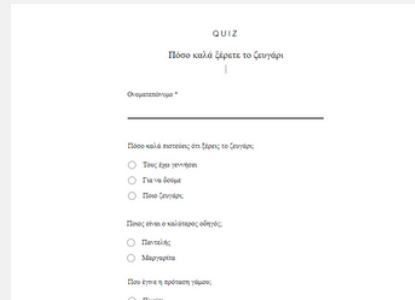 QUIZ
Πόσο καλά ξέρετε το ζευγάρι
Ονοματεπώνυμο *
Πόσο καλά πιστεύεις ότι ξέρεις το ζευγάρι;
Τους έχω γεννήσει
Για να δούμε
Ποιο ζευγάρι;
Ποιος είναι ο καλύτερος οδηγός;
Παντελής
Μαργαρίτα
Που έγινε η πρόταση γάμου;